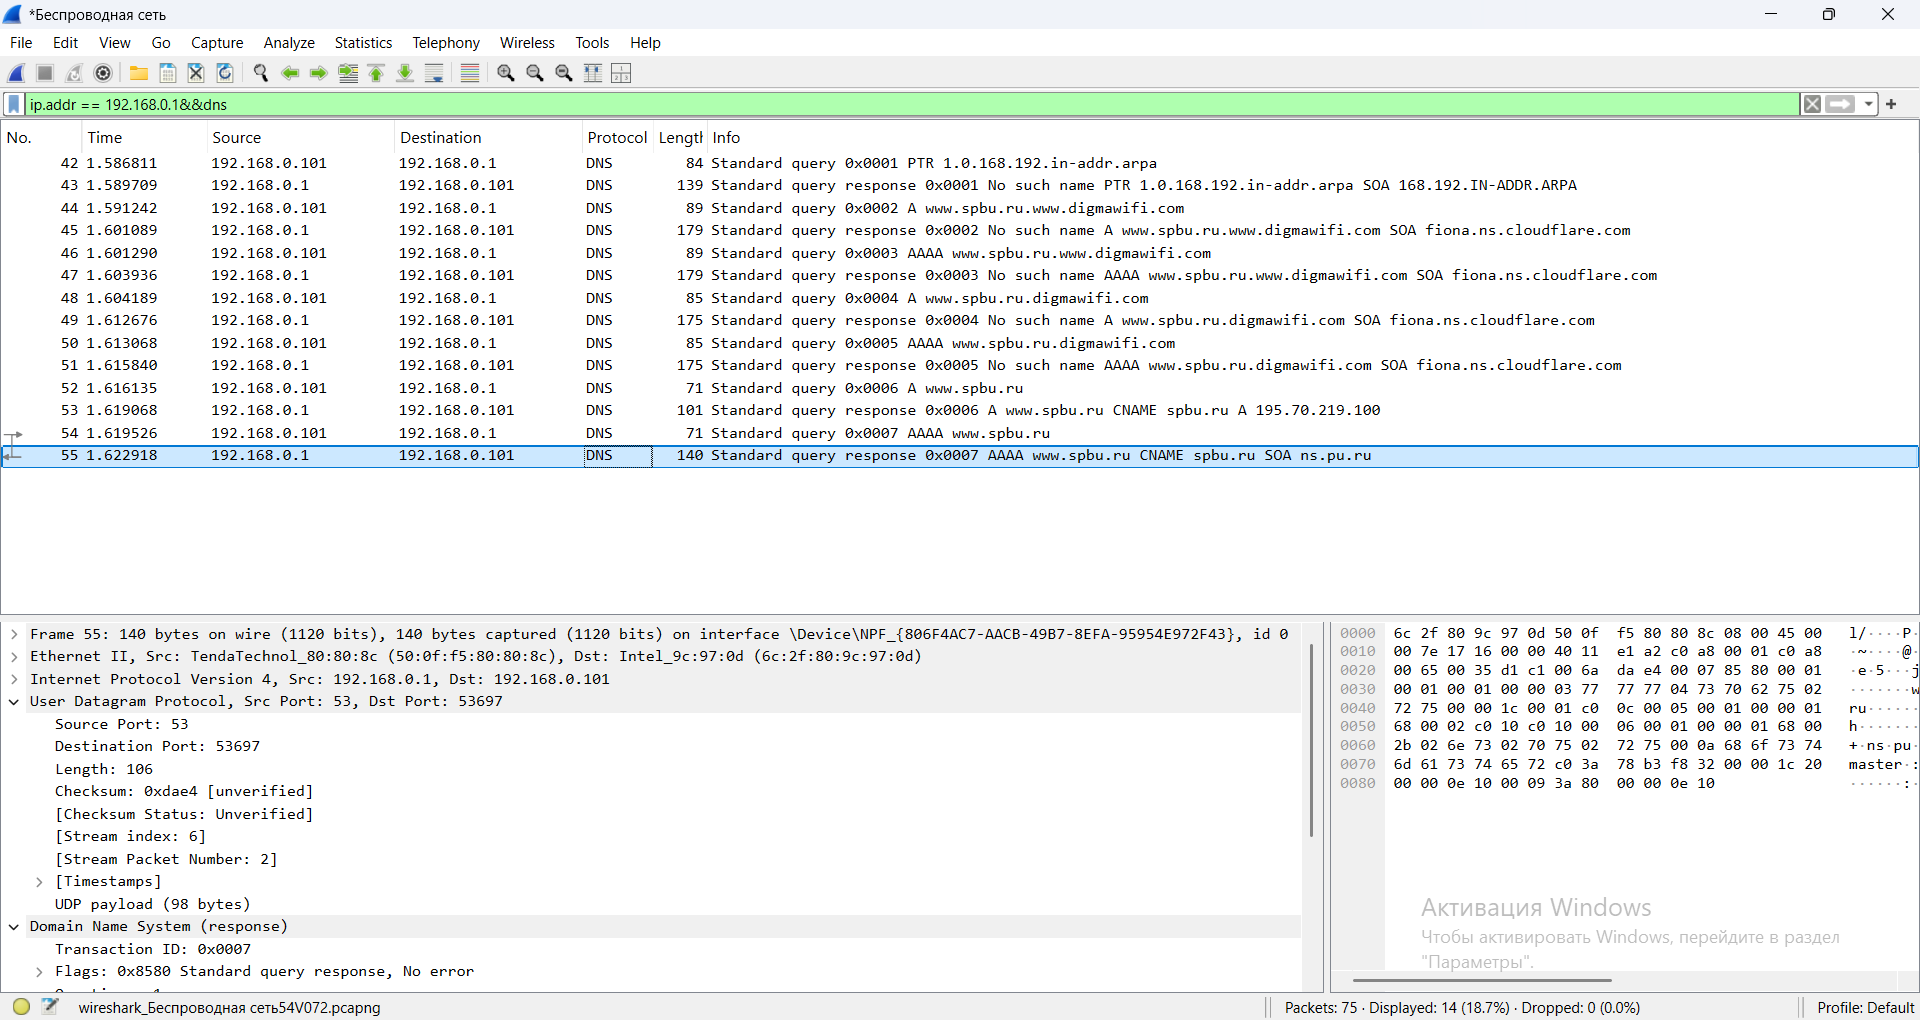 *Беспроводная сеть
File Edit View Go Capture Analyze Statistics Telephony Wireless Tools Help
ip.addr == 192.168.0.1&&dns
No. Time Source Destination Protocol Lengtl Info
42 1.586811 192.168.0.101 192.168.0.1 DNS 84 Standard query 0x0001 PTR 1.0.168.192.in-addr.arpa
43 1.589709 192.168.0.1 192.168.0.101 DNS 139 Standard query response 0x0001 No such name PTR 1.0.168.192.in-addr.arpa SOA 168.192.IN-ADDR.ARPA
44 1.591242 192.168.0.101 192.168.0.1 DNS 89 Standard query 0x0002 A www.spbu.ru.www.digmawifi.com
45 1.601089 192.168.0.1 192.168.0.101 DNS 179 Standard query response 0x0002 No such name A www.spbu.ru.www.digmawifi.com SOA fiona.ns.cloudflare.com
46 1.601290 192.168.0.101 192.168.0.1 DNS 89 Standard query 0x0003 AAAA www.spbu.ru.www.digmawifi.com
47 1.603936 192.168.0.1 192.168.0.101 DNS 179 Standard query response 0x0003 No such name AAAA www.spbu.ru.www.digmawifi.com SOA fiona.ns.cloudflare.com
48 1.604189 192.168.0.101 192.168.0.1 DNS 85 Standard query 0x0004 A www.spbu.ru.digmawifi.com
49 1.612676 192.168.0.1 192.168.0.101 DNS 175 Standard query response 0x0004 No such name A www.spbu.ru.digmawifi.com SOA fiona.ns.cloudflare.com
50 1.613068 192.168.0.101 192.168.0.1 DNS 85 Standard query 0x0005 AAAA www.spbu.ru.digmawifi.com
51 1.615840 192.168.0.1 192.168.0.101 DNS 175 Standard query response 0x0005 No such name AAAA www.spbu.ru.digmawifi.com SOA fiona.ns.cloudflare.com
52 1.616135 192.168.0.101 192.168.0.1 DNS 71 Standard query 0x0006 A www.spbu.ru
53 1.619068 192.168.0.1 192.168.0.101 DNS 101 Standard query response 0x0006 A www.spbu.ru CNAME spbu.ru A 195.70.219.100
54 1.619526 192.168.0.101 192.168.0.1 DNS 71 Standard query 0x0007 AAAA www.spbu.ru
55 1.622918 192.168.0.1 192.168.0.101 DNS 140 Standard query response 0x0007 AAAA www.spbu.ru CNAME spbu.ru SOA ns.pu.ru
Frame 55: 140 bytes on wire (1120 bits), 140 bytes captured (1120 bits) on interface \Device\NPF_{806F4AC7-AACB-49B7-8EFA-95954E972F43}, id 0
Ethernet II, Src: TendaTechnol_80:80:8c (50:0f:f5:80:80:8c), Dst: Intel_9c:97:0d (6c:2f:80:9c:97:0d)
Internet Protocol Version 4, Src: 192.168.0.1, Dst: 192.168.0.101
User Datagram Protocol, Src Port: 53, Dst Port: 53697
Source Port: 53
Destination Port: 53697
Length: 106
Checksum: 0xdae4 [unverified]
[Checksum Status: Unverified]
[Stream index: 6]
[Stream Packet Number: 2]
[Timestamps]
UDP payload (98 bytes)
Domain Name System (response)
Transaction ID: 0x0007
Flags: 0x8580 Standard query response, No error
0000 6c 2f 80 9c 97 0d 50 0f f5 80 80 8c 08 00 45 00 l/····P·
0010 00 7e 17 16 00 00 40 11 e1 a2 c0 a8 00 01 c0 a8 ·~····@·
0020 00 65 00 35 d1 c1 00 6a da e4 00 07 85 80 00 01 ·e·5···j
0030 00 01 00 01 00 00 03 77 77 77 04 73 70 62 75 02 ·······w
0040 72 75 00 00 1c 00 01 c0 0c 00 05 00 01 00 00 01 ru······
0050 68 00 02 c0 10 c0 10 00 06 00 01 00 00 01 68 00 h·······
0060 2b 02 6e 73 02 70 75 02 72 75 00 0a 68 6f 73 74 +·ns·pu·
0070 6d 61 73 74 65 72 c0 3a 78 b3 f8 32 00 00 1c 20 master·:
0080 00 00 0e 10 00 09 3a 80 00 00 0e 10 ······:·
Активация Windows
Чтобы активировать Windows, перейдите в раздел
"Параметры".
wireshark_Беспроводная сеть54V072.pcapng
Packets: 75 · Displayed: 14 (18.7%) · Dropped: 0 (0.0%)
Profile: Default